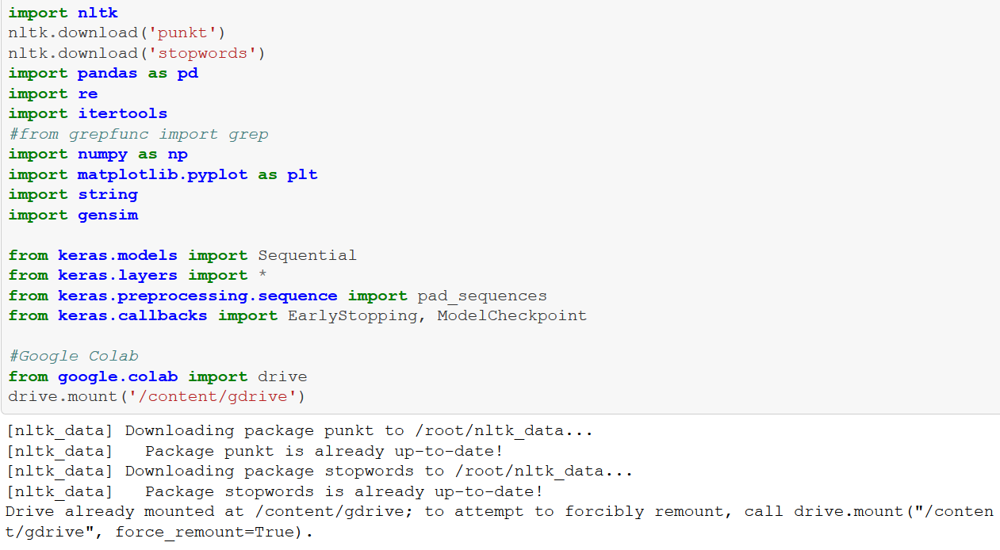 import nltk
nltk.download('punkt')
nltk.download('stopwords')
import pandas as pd
import re
import itertools
#from grepfunc import grep
import numpy as np
import matplotlib.pyplot as plt
import string
import gensim

from keras.models import Sequential
from keras.layers import *
from keras.preprocessing.sequence import pad_sequences
from keras.callbacks import EarlyStopping, ModelCheckpoint

#Google Colab
from google.colab import drive
drive.mount('/content/gdrive')

[nltk_data] Downloading package punkt to /root/nltk_data...
[nltk_data]   Package punkt is already up-to-date!
[nltk_data] Downloading package stopwords to /root/nltk_data...
[nltk_data]   Package stopwords is already up-to-date!
Drive already mounted at /content/gdrive; to attempt to forcibly remount, call drive.mount("/conten
t/gdrive", force_remount=True).